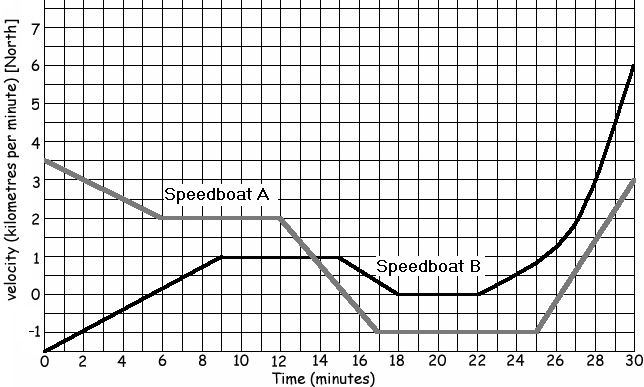 velocity (kilometres per minute) [North]
7
6
5
4
3
2
1
0
-1
Speedboat A
Speedboat B
0 2 4 6 8 10 12 14 16 18 20 22 24 26 28 30
Time (minutes)